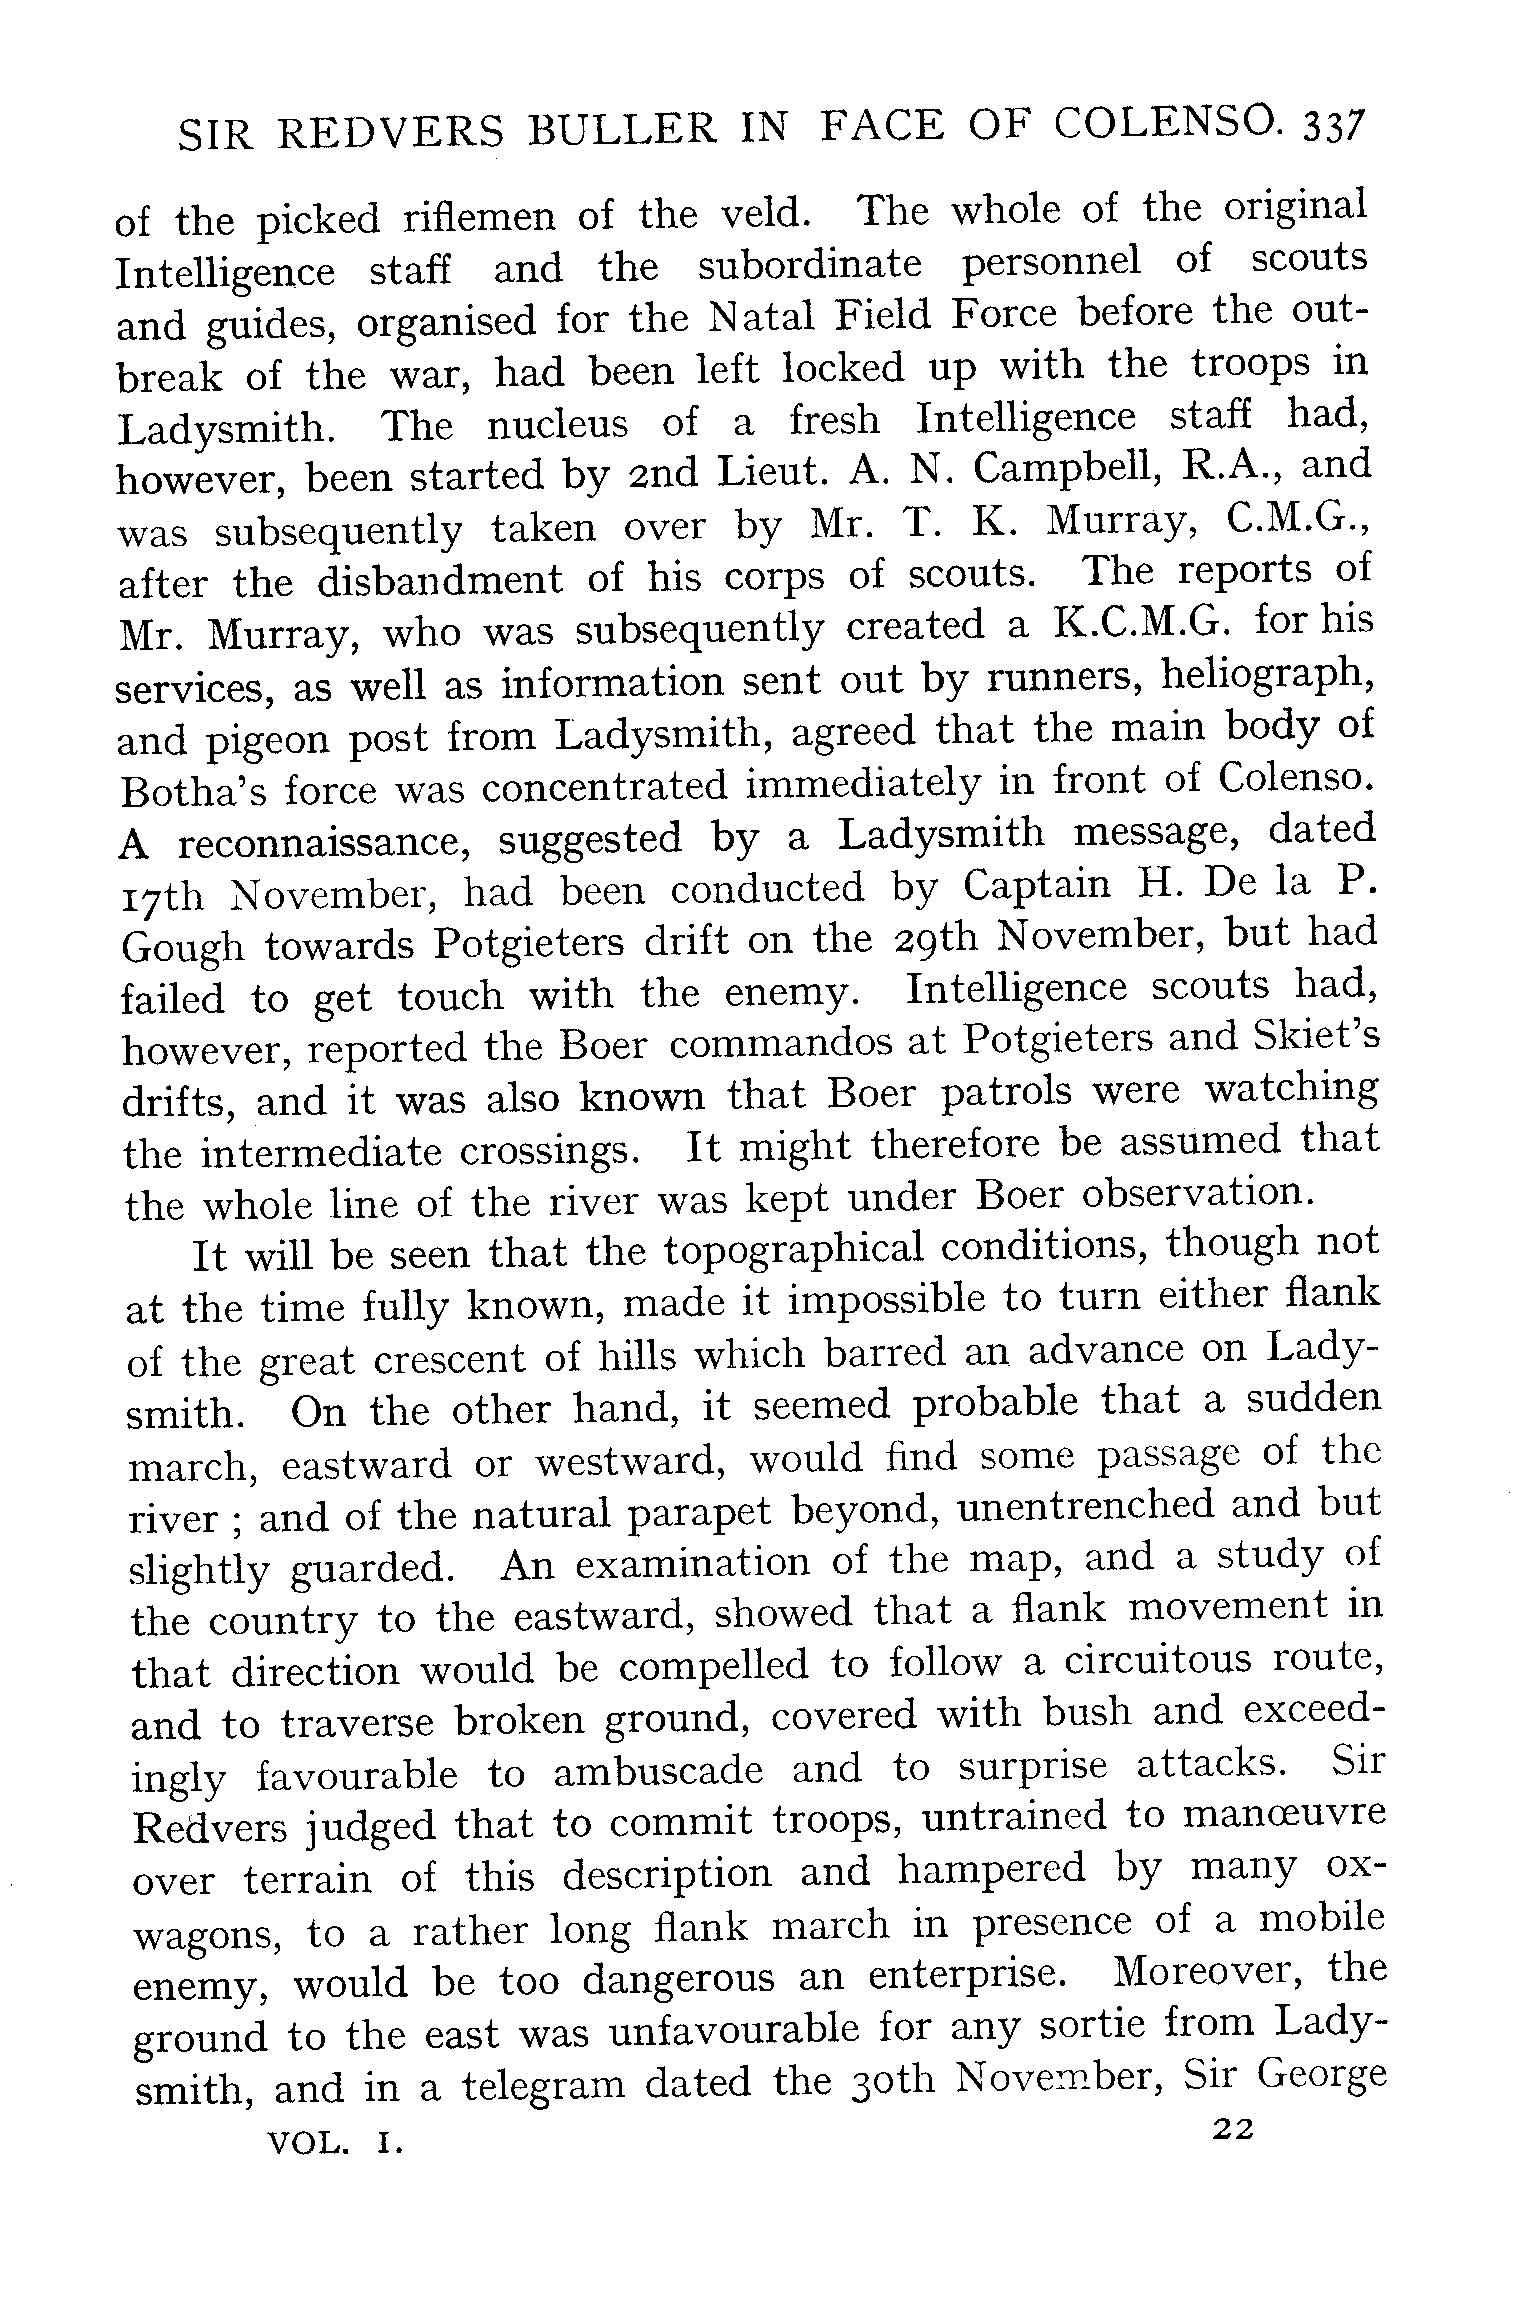 SIR REDVERS BULLER IN FACE OF COLENSO. 337
of the picked riflemen of the veld. The whole of the original
Intelligence staff and the subordinate personnel of scouts
and guides, organised for the Natal Field Force before the out-
break of the war, had been left locked up with the troops in
Ladysmith. The nucleus of a fresh Intelligence staff had,
however, been started by 2nd Lieut. A. N. Campbell, R.A., and
was subsequently taken over by Mr. T. K. Murray, C.M.G.,
after the disbandment of his corps of scouts. The reports of
Mr. Murray, who was subsequently created a K.C.M.G. for his
services, as well as information sent out by runners, heliograph,
and pigeon post from Ladysmith, agreed that the main body of
Botha's force was concentrated immediately in front of Colenso.
A reconnaissance, suggested by a Ladysmith message, dated
17th November, had been conducted by Captain H. De la P.
Gough towards Potgieters drift on the 29th November, but had
failed to get touch with the enemy. Intelligence scouts had,
however, reported the Boer commandos at Potgieters and Skiet's
drifts, and it was also known that Boer patrols were watching
the intermediate crossings. It might therefore be assumed that
the whole line of the river was kept under Boer observation.
It will be seen that the topographical conditions, though not
at the time fully known, made it impossible to turn either flank
of the great crescent of hills which barred an advance on Lady-
smith. On the other hand, it seemed probable that a sudden
march, eastward or westward, would find some passage of the
river ; and of the natural parapet beyond, unentrenched and but
slightly guarded. An examination of the map, and a study of
the country to the eastward, showed that a flank movement in
that direction would be compelled to follow a circuitous route,
and to traverse broken ground, covered with bush and exceed-
ingly favourable to ambuscade and to surprise attacks. Sir
Redvers judged that to commit troops, untrained to manœuvre
over terrain of this description and hampered by many ox-
wagons, to a rather long flank march in presence of a mobile
enemy, would be too dangerous an enterprise. Moreover, the
ground to the east was unfavourable for any sortie from Lady-
smith, and in a telegram dated the 30th November, Sir George
VOL. I. 22